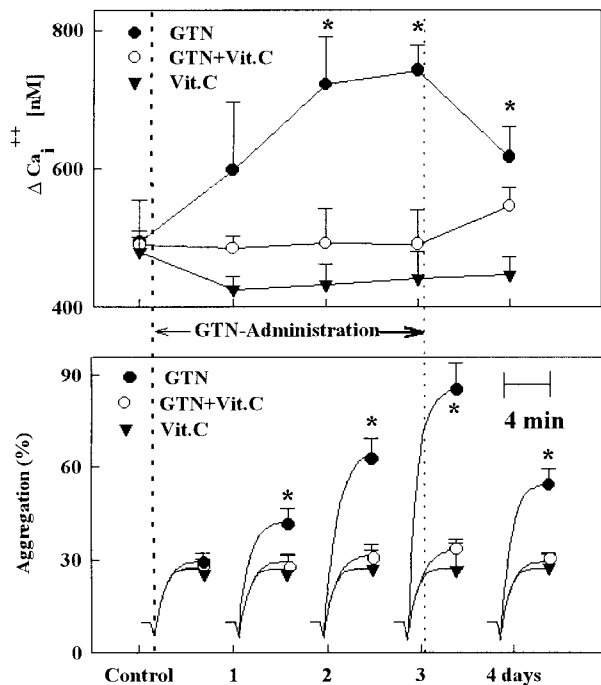 800
GTN
GTN+Vit.C
Vit.C
*
*
*
600
400
Δ Ca i ++ [nM]
GTN-Administration
90
GTN
GTN+Vit.C
Vit.C
4 min
*
*
*
*
60
30
0
Aggregation (%)
Control 1 2 3 4 days